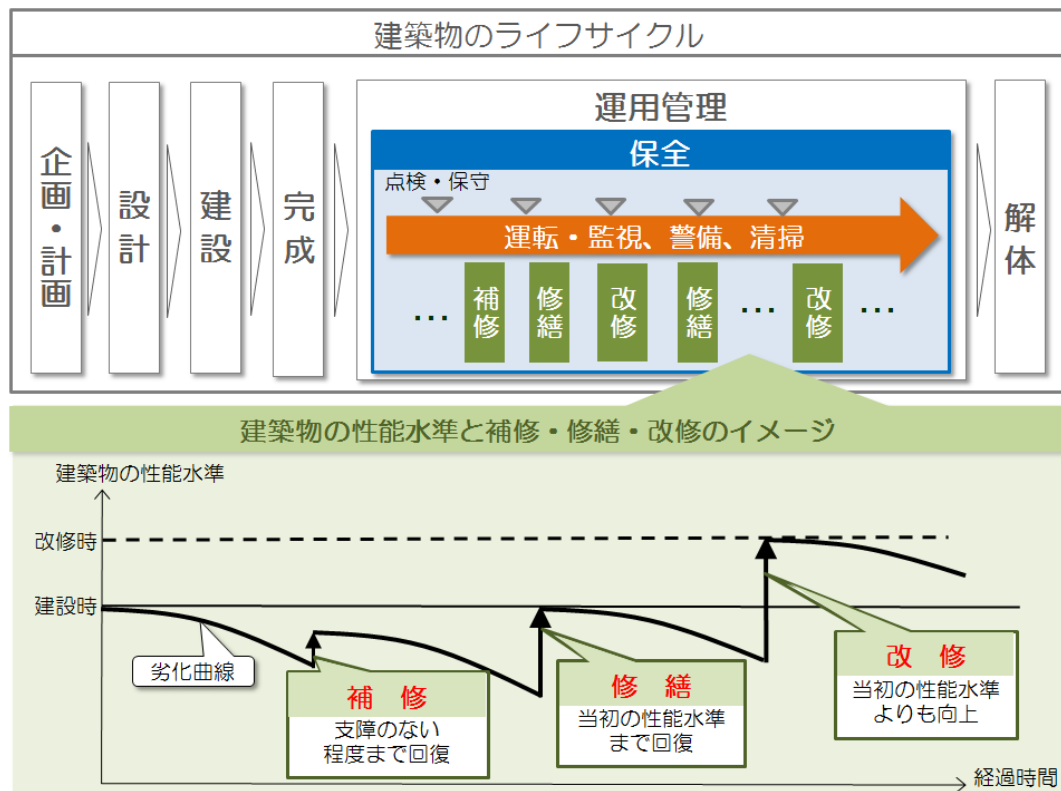 建築物のライフサイクル
企画・計画
設計
建設
完成
運用管理
保全
点検・保守
運転・監視、警備、清掃
…
補修
修繕
改修
修繕
…
改修
…
解体
建築物の性能水準と補修・修繕・改修のイメージ
建築物の性能水準
改修時
建設時
劣化曲線
補 修
支障のない
程度まで回復
修 繕
当初の性能水準
まで回復
改 修
当初の性能水準
よりも向上
経過時間